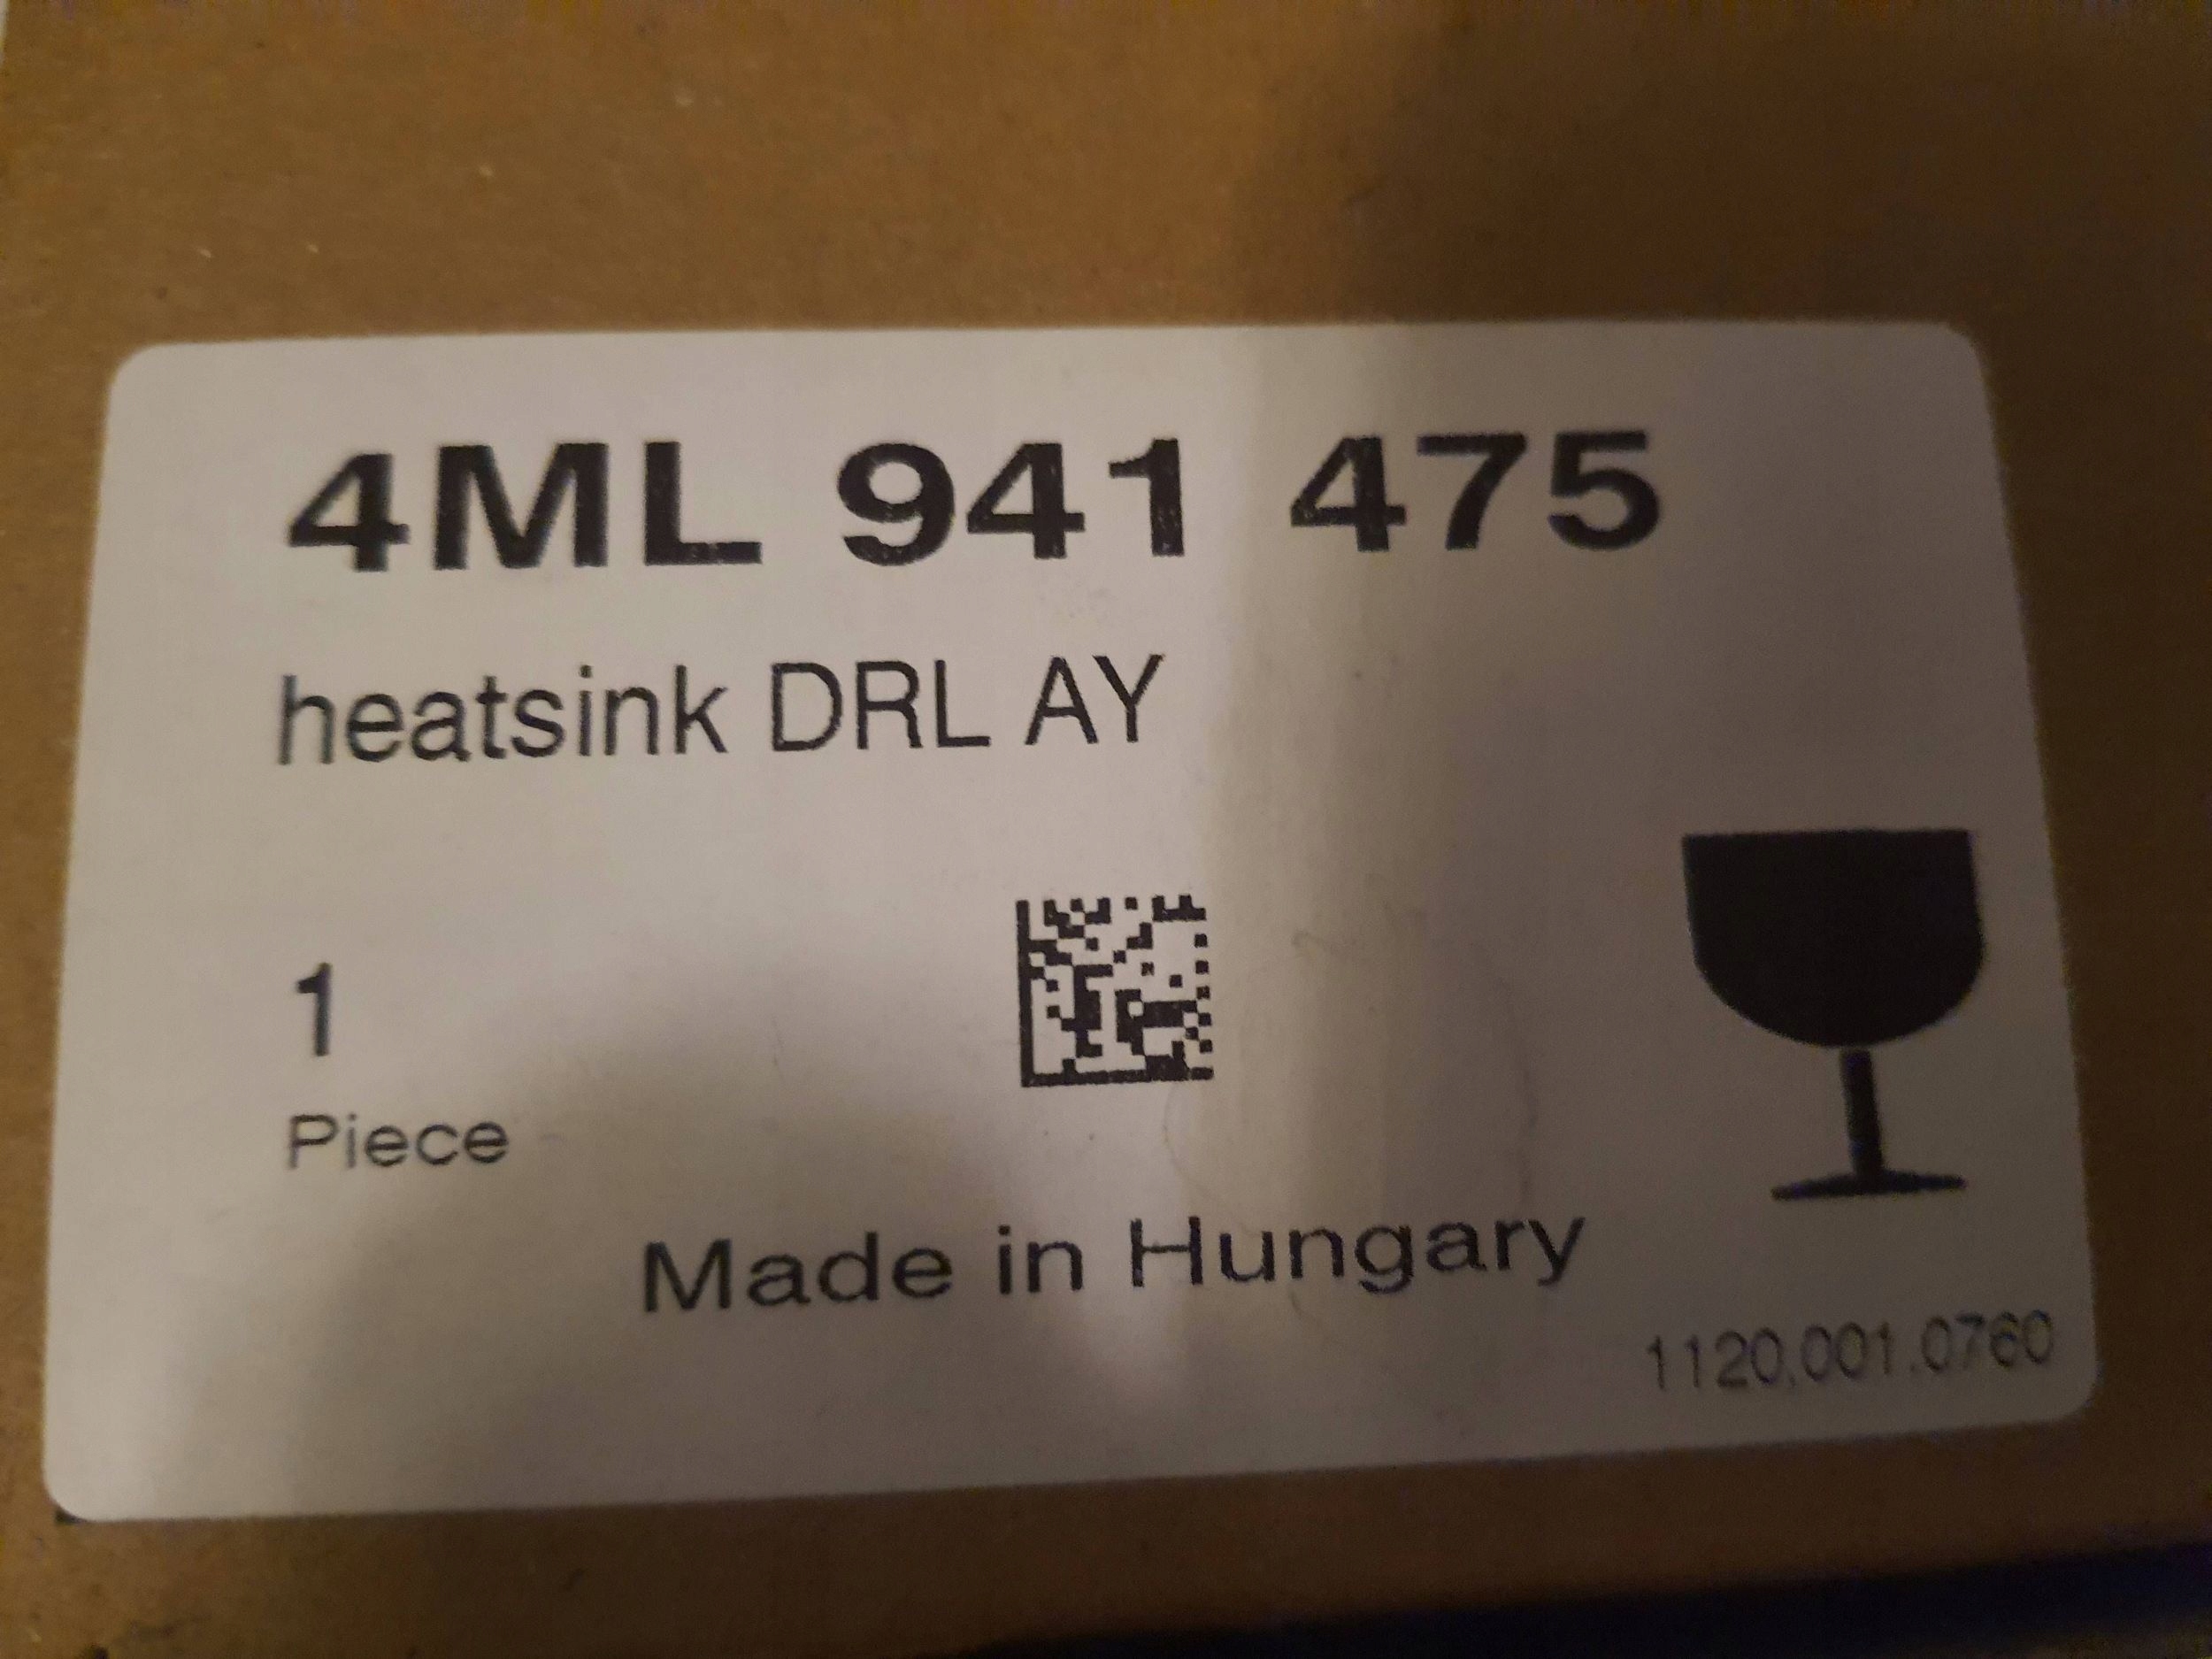 4ML 941 475
heatsink DRL AY
1
Piece
Made in Hungary
1120.001.0760